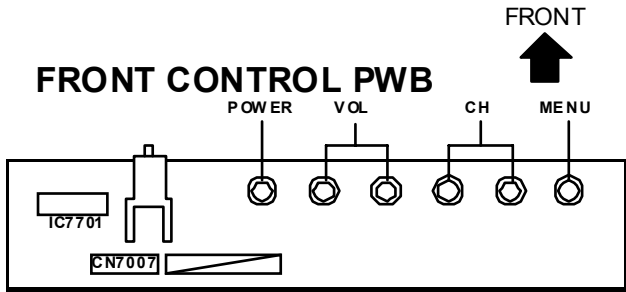 FRONT
FRONT CONTROL PWB
POWER VOL CH MENU
IC7701
CN7007